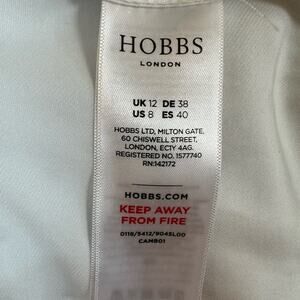 HOBBS
LONDON
UK 12 DE 38
US 8 ES 40
HOBBS LTD, MILTON GATE,
60 CHISWELL STREET,
LONDON, EC1Y 4AG.
REGISTERED NO. 1577740
RN:142172
HOBBS.COM
KEEP AWAY
FROM FIRE
0118/5412/9045L00
CAMB01